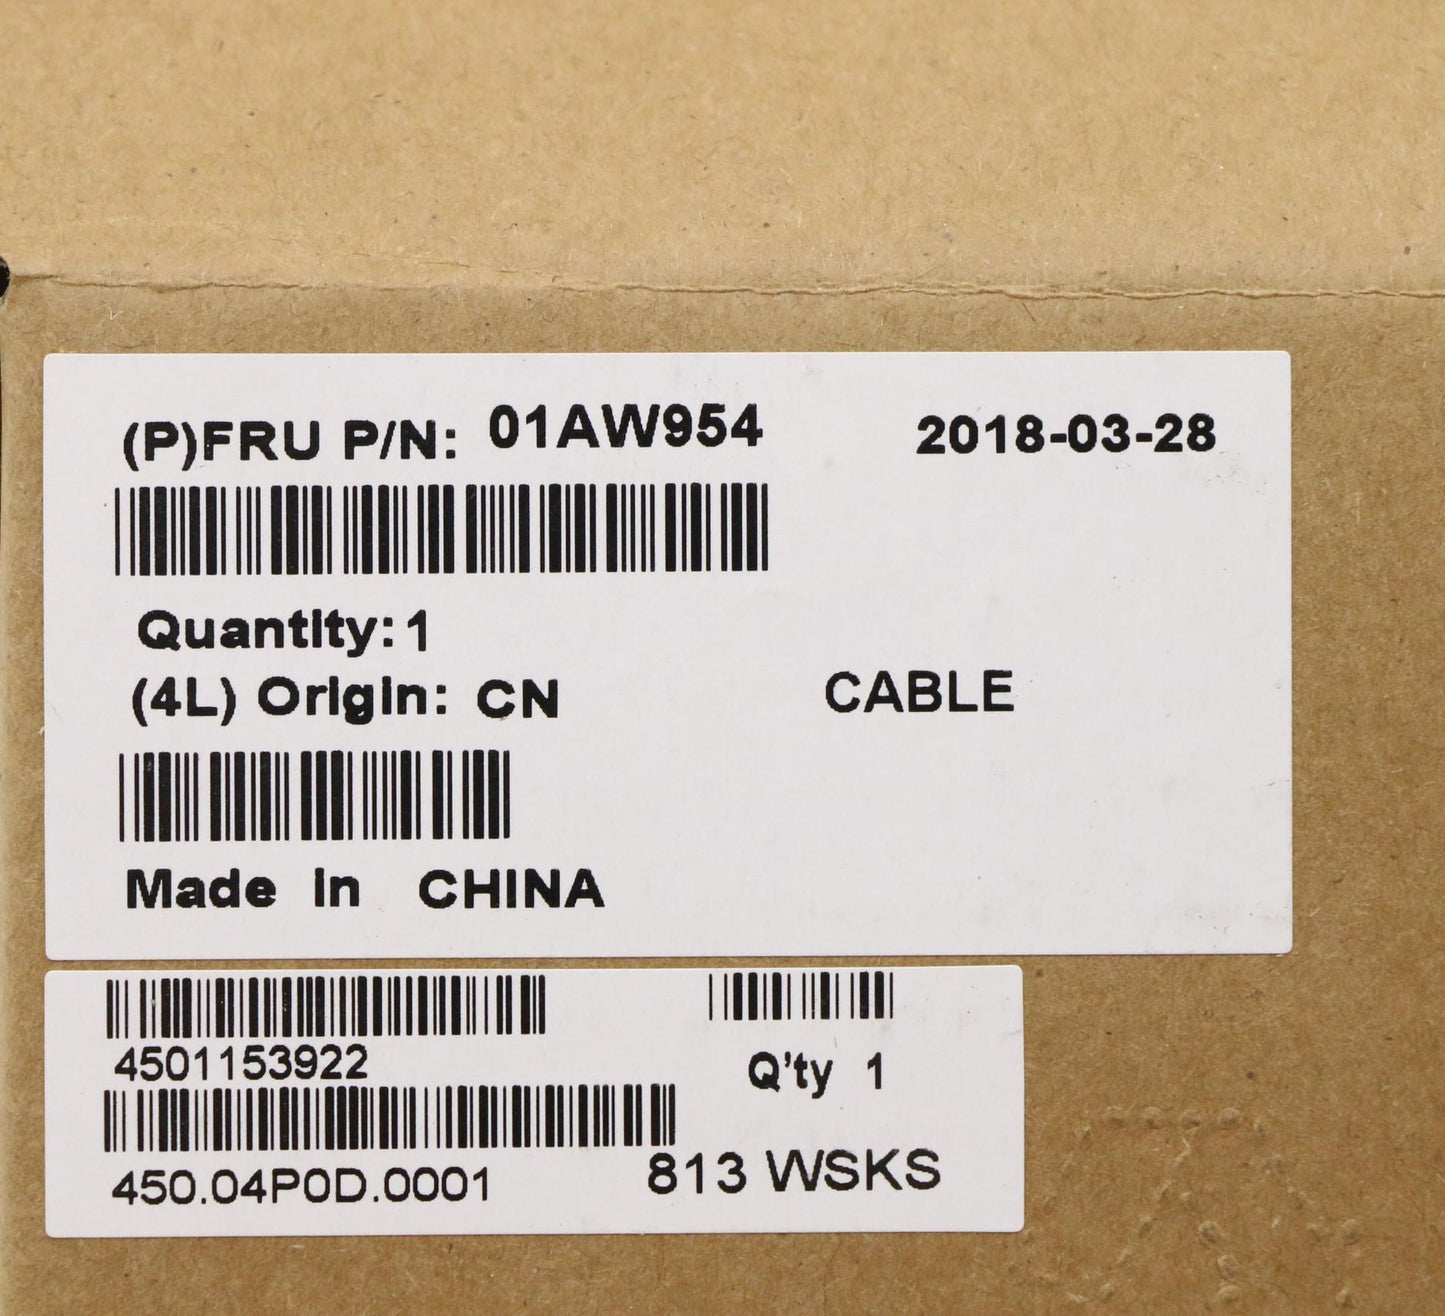 (P)FRU P/N: 01AW954 2018-03-28
Quantity: 1
(4L) Origin: CN CABLE
Made in CHINA
4501153922 Q'ty 1
450.04P0D.0001 813 WSKS